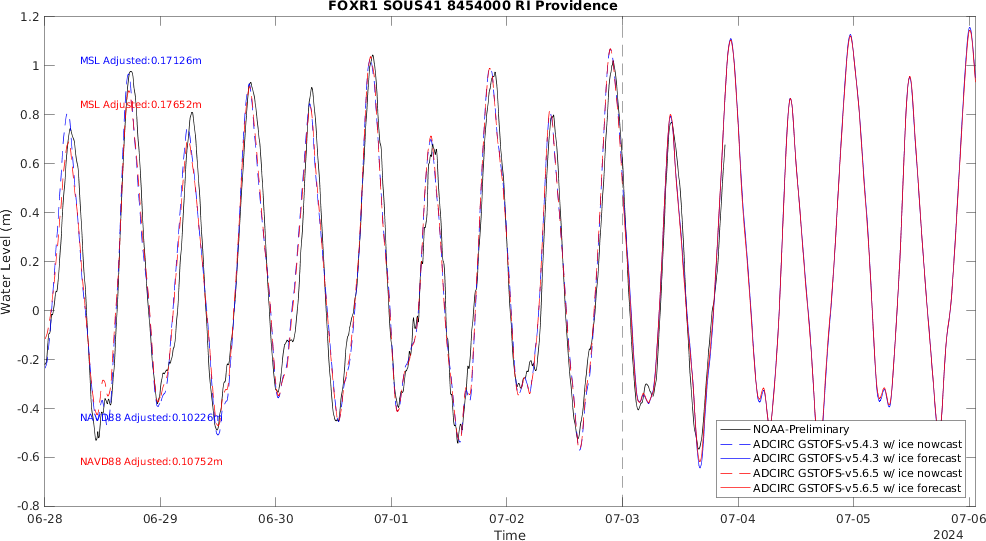 FOXR1 SOUS41 8454000 RI Providence
1.2
1
0.8
0.6
0.4
0.2
0
-0.2
-0.4
-0.6
-0.8
Water Level (m)
MSL Adjusted:0.17126m
MSL Adjusted:0.17652m
NAVD88 Adjusted:0.10226m
NAVD88 Adjusted:0.10752m
NOAA-Preliminary
ADCIRC GSTOFS-v5.4.3 w/ ice nowcast
ADCIRC GSTOFS-v5.4.3 w/ ice forecast
ADCIRC GSTOFS-v5.6.5 w/ ice nowcast
ADCIRC GSTOFS-v5.6.5 w/ ice forecast
06-28 06-29 06-30 07-01 07-02 07-03 07-04 07-05 07-06
Time
2024